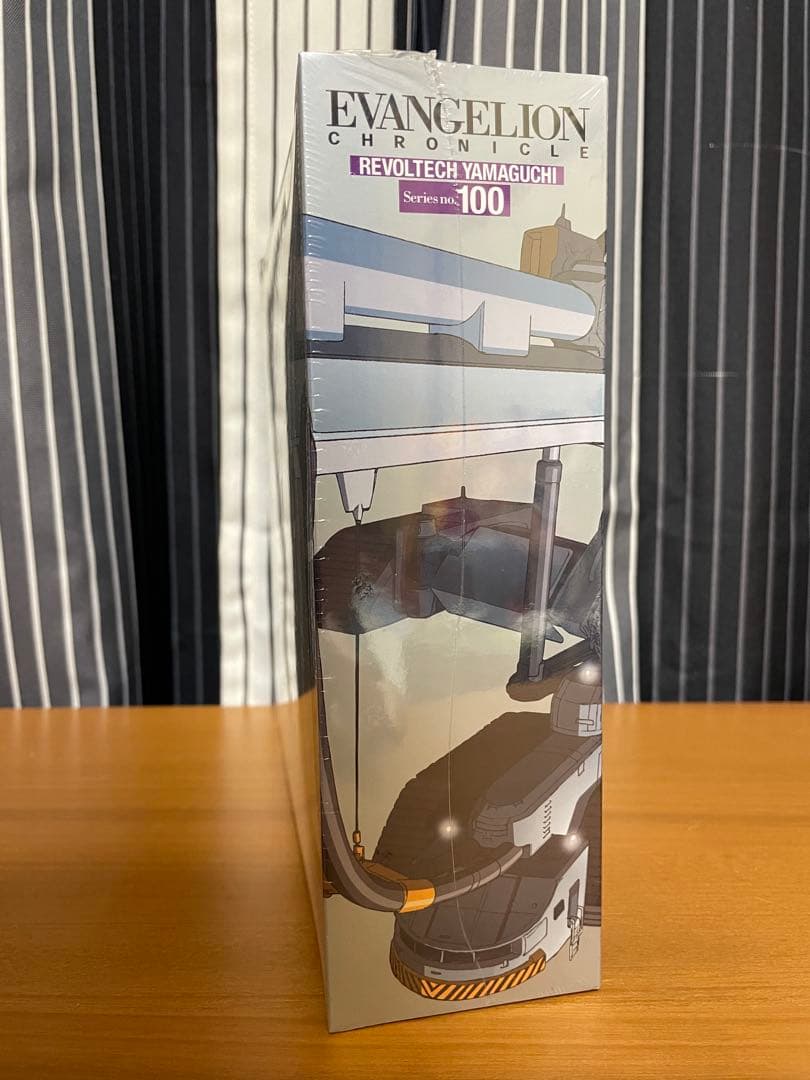 EVANGELION
CHRONICLE
REVOLTECH YAMAGUCHI
Series no. 100